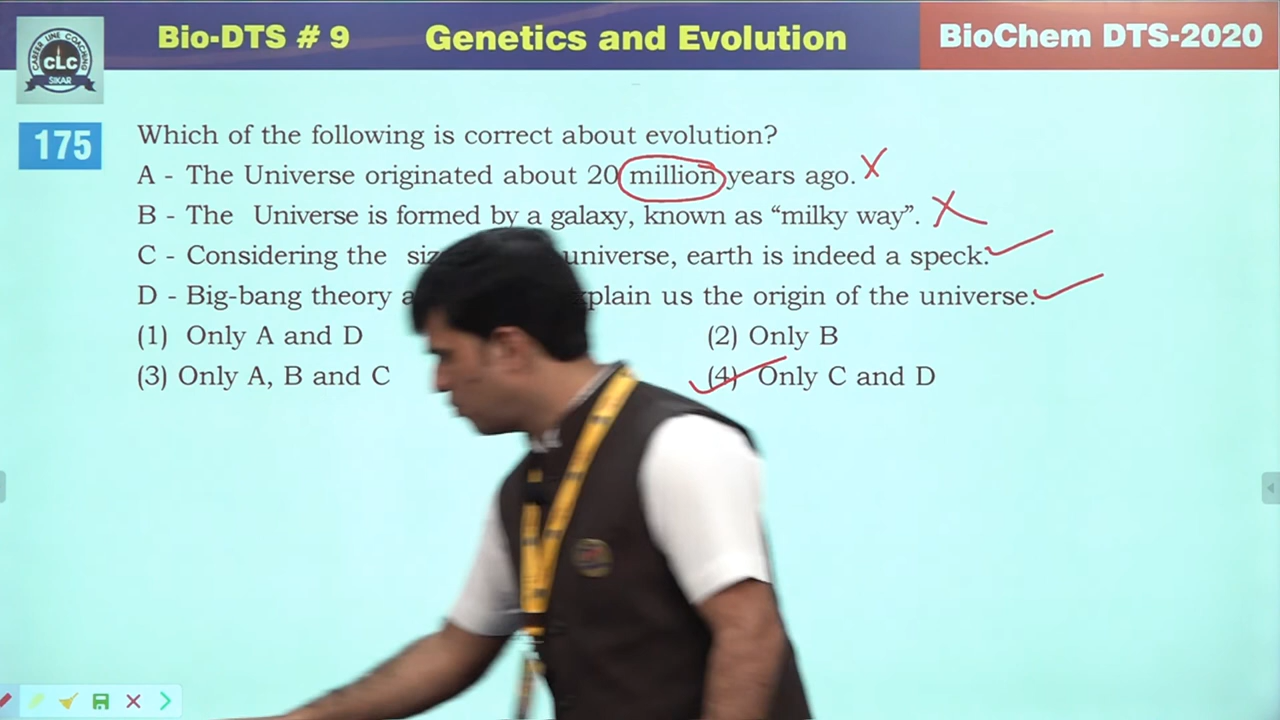 Bio-DTS # 9 Genetics and Evolution BioChem DTS-2020
CAREER LINE COACHING
CLC
SIKAR
175 Which of the following is correct about evolution?
A - The Universe originated about 20 million years ago. X
B - The Universe is formed by a galaxy, known as “milky way”. X
C - Considering the universe, earth is indeed a speck.
D - Big-bang theory us the origin of the universe.
(1) Only A and D (2) Only B
(3) Only A, B and C (4) Only C and D